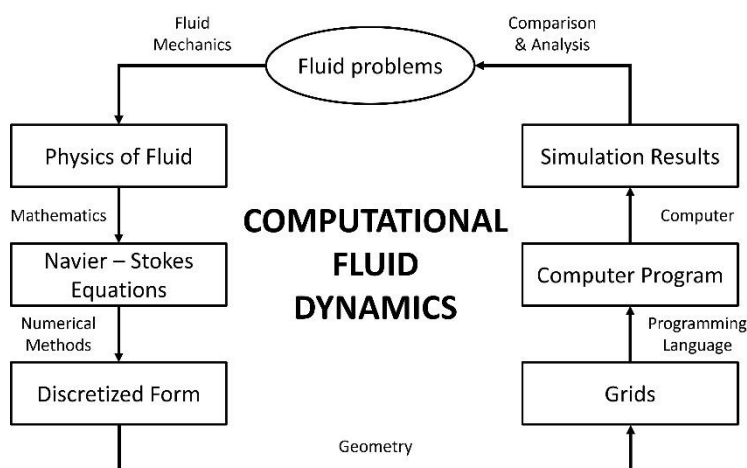 Fluid
Mechanics
Fluid problems
Comparison
& Analysis
Physics of Fluid
Simulation Results
Mathematics
COMPUTATIONAL
FLUID
DYNAMICS
Computer
Navier – Stokes
Equations
Computer Program
Numerical
Methods
Programming
Language
Discretized Form
Grids
Geometry